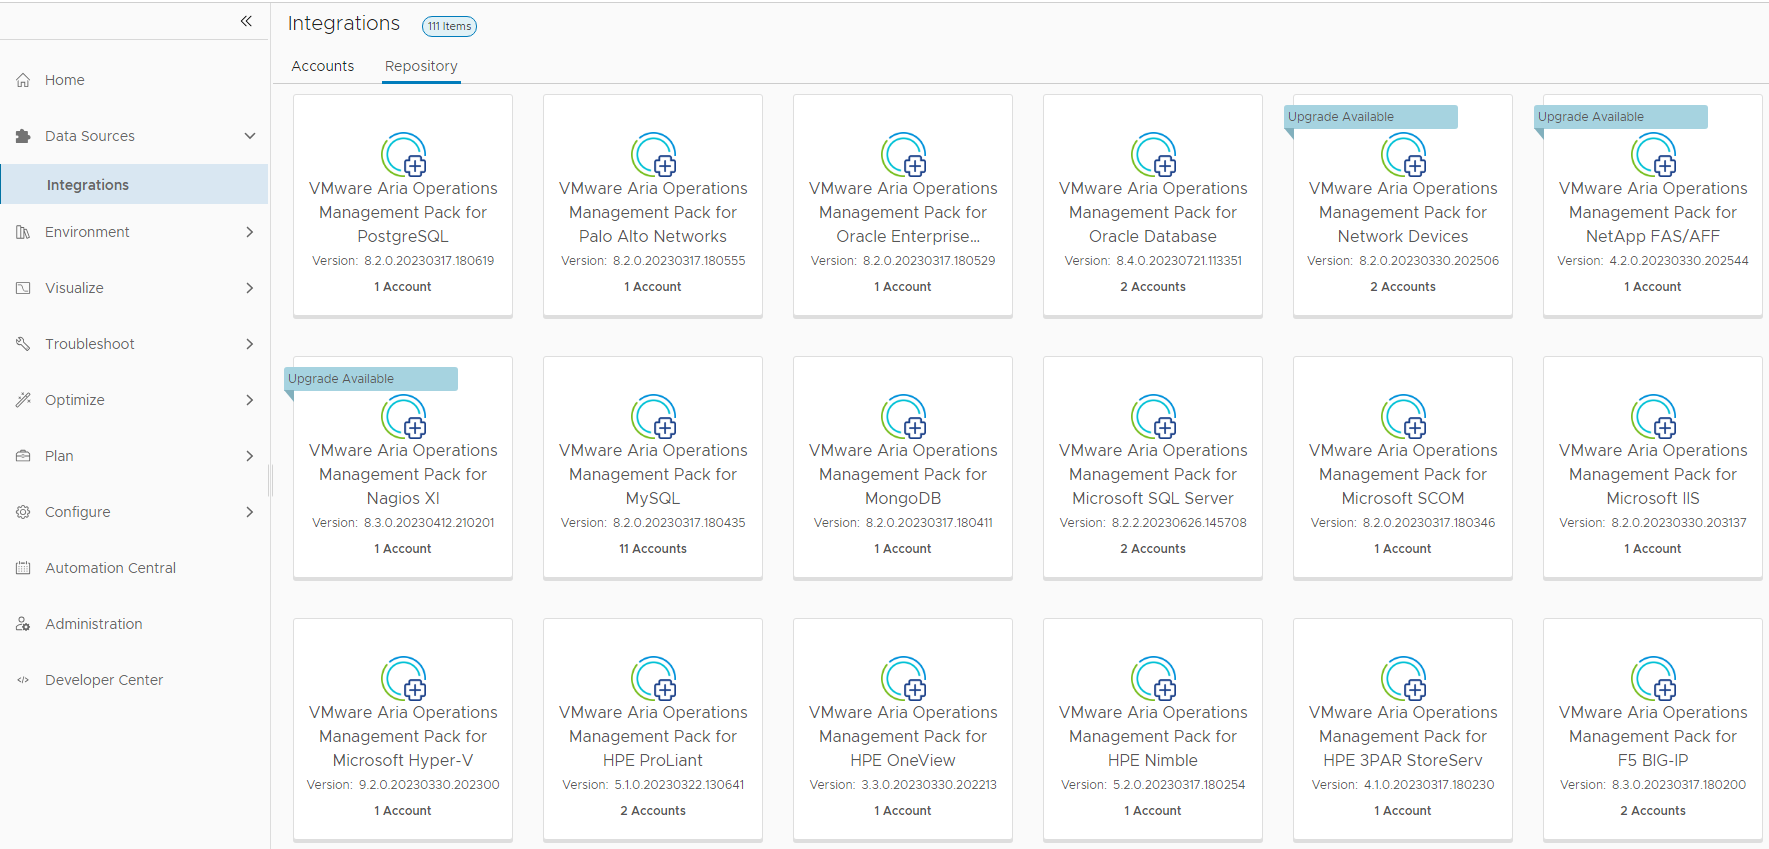 Integrations
111 Items
Accounts
Repository
Home
Data Sources
Integrations
Environment
Visualize
Troubleshoot
Optimize
Plan
Configure
Automation Central
Administration
Developer Center
VMware Aria Operations
Management Pack for
PostgreSQL
Version: 8.2.0.20230317.180619
1 Account
VMware Aria Operations
Management Pack for
Palo Alto Networks
Version: 8.2.0.20230317.180555
1 Account
VMware Aria Operations
Management Pack for
Oracle Enterprise...
Version: 8.2.0.20230317.180529
1 Account
VMware Aria Operations
Management Pack for
Oracle Database
Version: 8.4.0.20230721.113351
2 Accounts
Upgrade Available
VMware Aria Operations
Management Pack for
Network Devices
Version: 8.2.0.20230330.202506
2 Accounts
Upgrade Available
VMware Aria Operations
Management Pack for
NetApp FAS/AFF
Version: 4.2.0.20230330.202544
1 Account
Upgrade Available
VMware Aria Operations
Management Pack for
Nagios XI
Version: 8.3.0.20230412.210201
1 Account
VMware Aria Operations
Management Pack for
MySQL
Version: 8.2.0.20230317.180435
11 Accounts
VMware Aria Operations
Management Pack for
MongoDB
Version: 8.2.0.20230317.180411
1 Account
VMware Aria Operations
Management Pack for
Microsoft SQL Server
Version: 8.2.2.20230626.145708
2 Accounts
VMware Aria Operations
Management Pack for
Microsoft SCOM
Version: 8.2.0.20230317.180346
1 Account
VMware Aria Operations
Management Pack for
Microsoft IIS
Version: 8.2.0.20230330.203137
1 Account
VMware Aria Operations
Management Pack for
Microsoft Hyper-V
Version: 9.2.0.20230330.202300
1 Account
VMware Aria Operations
Management Pack for
HPE ProLiant
Version: 5.1.0.20230322.130641
2 Accounts
VMware Aria Operations
Management Pack for
HPE OneView
Version: 3.3.0.20230330.202213
1 Account
VMware Aria Operations
Management Pack for
HPE Nimble
Version: 5.2.0.20230317.180254
1 Account
VMware Aria Operations
Management Pack for
HPE 3PAR StoreServ
Version: 4.1.0.20230317.180230
1 Account
VMware Aria Operations
Management Pack for
F5 BIG-IP
Version: 8.3.0.20230317.180200
2 Accounts